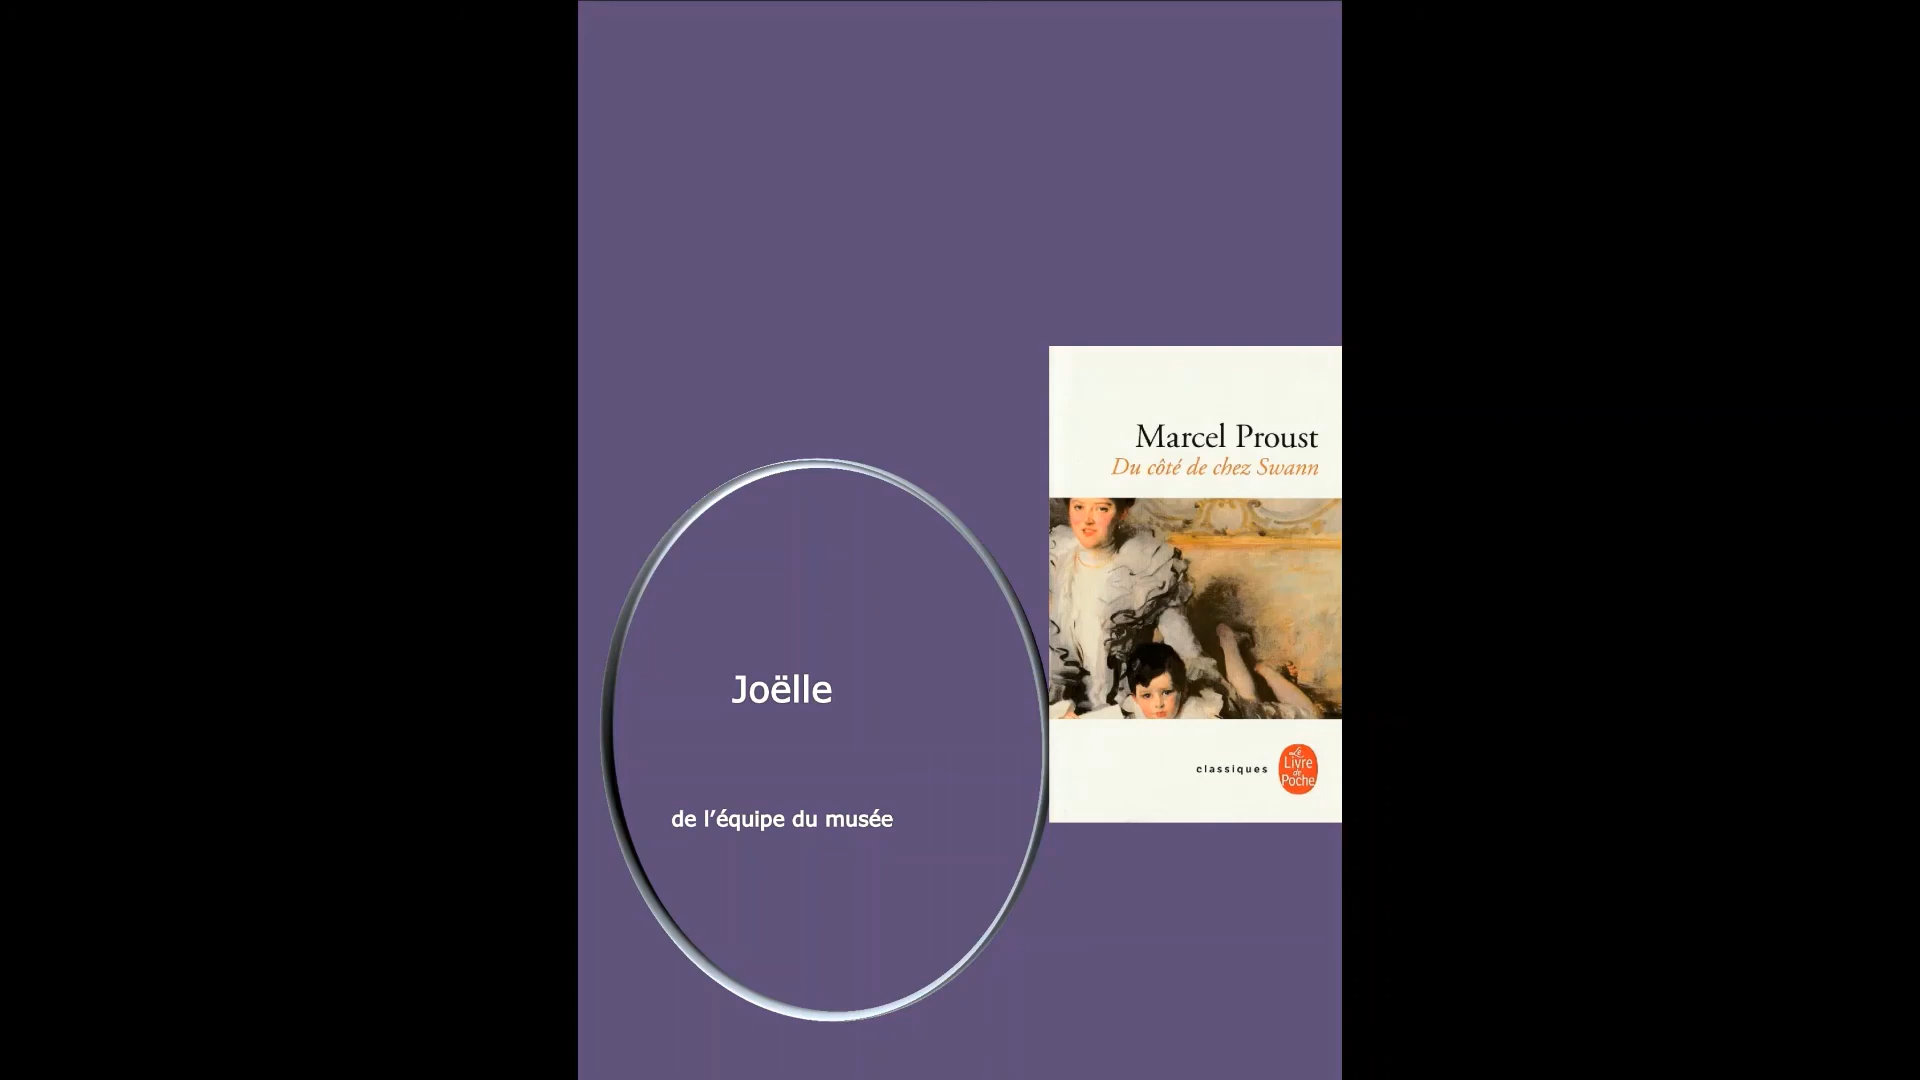 Marcel Proust
Du côté de chez Swann
Joëlle
classiques
Le
Livre
de
Poche
de l’équipe du musée